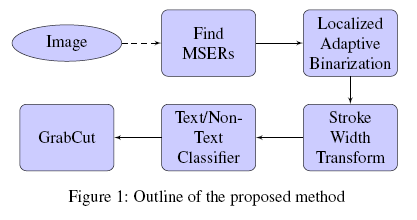 Image
Find
MSERs
Localized
Adaptive
Binarization
Stroke
Width
Transform
Text/Non-
Text
Classifier
GrabCut
Figure 1: Outline of the proposed method